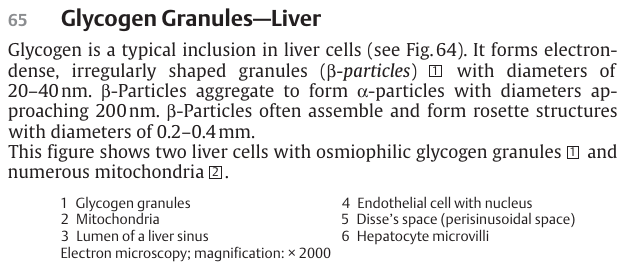 65 Glycogen Granules—Liver
Glycogen is a typical inclusion in liver cells (see Fig. 64). It forms electron-
dense, irregularly shaped granules (β-particles) 1 with diameters of
20–40 nm. β-Particles aggregate to form α-particles with diameters ap-
proaching 200 nm. β-Particles often assemble and form rosette structures
with diameters of 0.2–0.4 mm.
This figure shows two liver cells with osmiophilic glycogen granules 1 and
numerous mitochondria 2.
1 Glycogen granules
2 Mitochondria
3 Lumen of a liver sinus
4 Endothelial cell with nucleus
5 Disse's space (perisinusoidal space)
6 Hepatocyte microvilli
Electron microscopy; magnification: × 2000